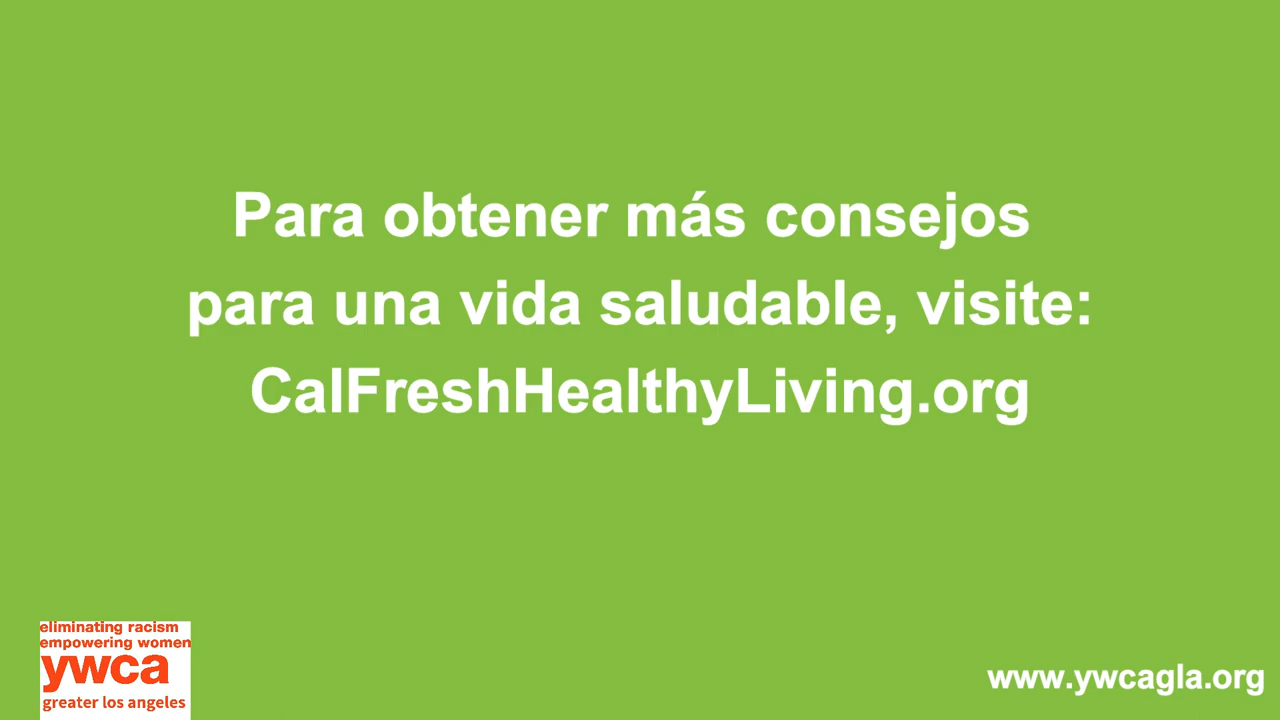 Para obtener más consejos
para una vida saludable, visite:
CalFreshHealthyLiving.org
eliminating racism
empowering women
ywca
greater los angeles
www.ywcagla.org